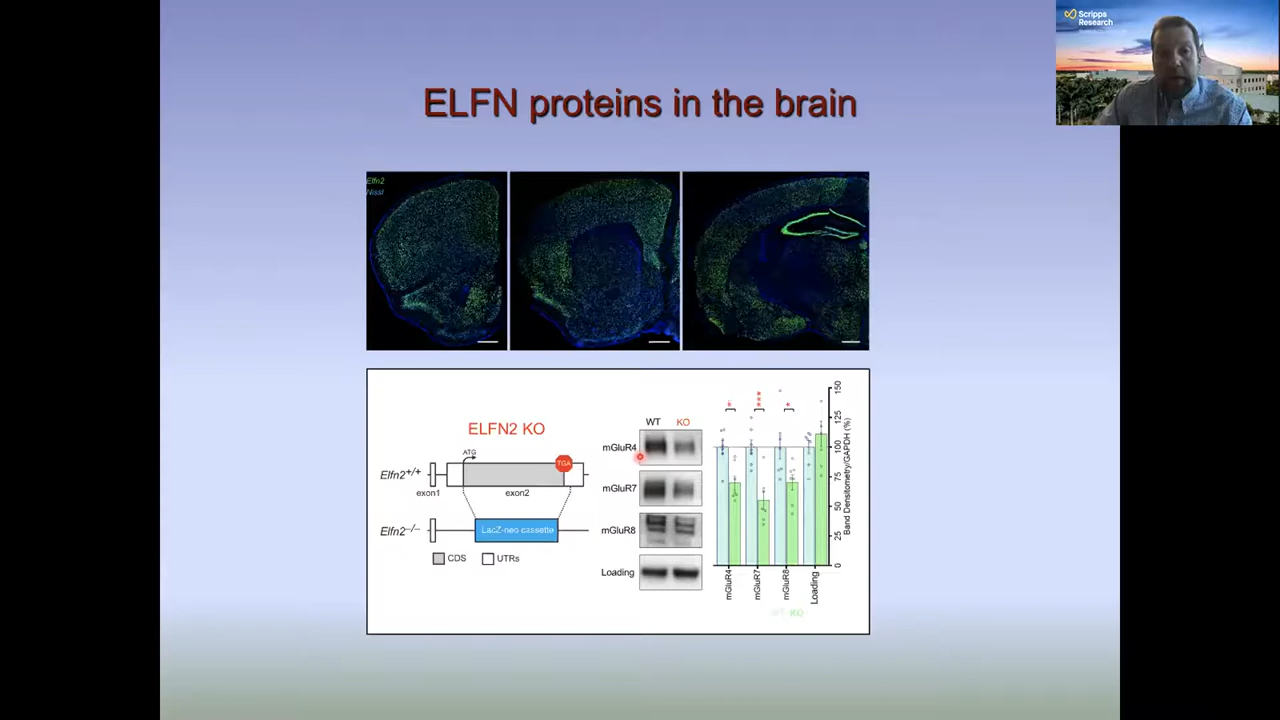 Scripps
Research
ELFN proteins in the brain
Elfn2
Nissl
ELFN2 KO
ATG
TGA
Elfn2+/+
exon1
exon2
Elfn2–/–
LacZ-neo cassette
CDS
UTRs
WT KO
mGluR4
mGluR7
mGluR8
Loading
*
***
*
150
125
100
75
50
25
0
Band Densitometry/GAPDH (%)
mGluR4
mGluR7
mGluR8
Loading
WT KO